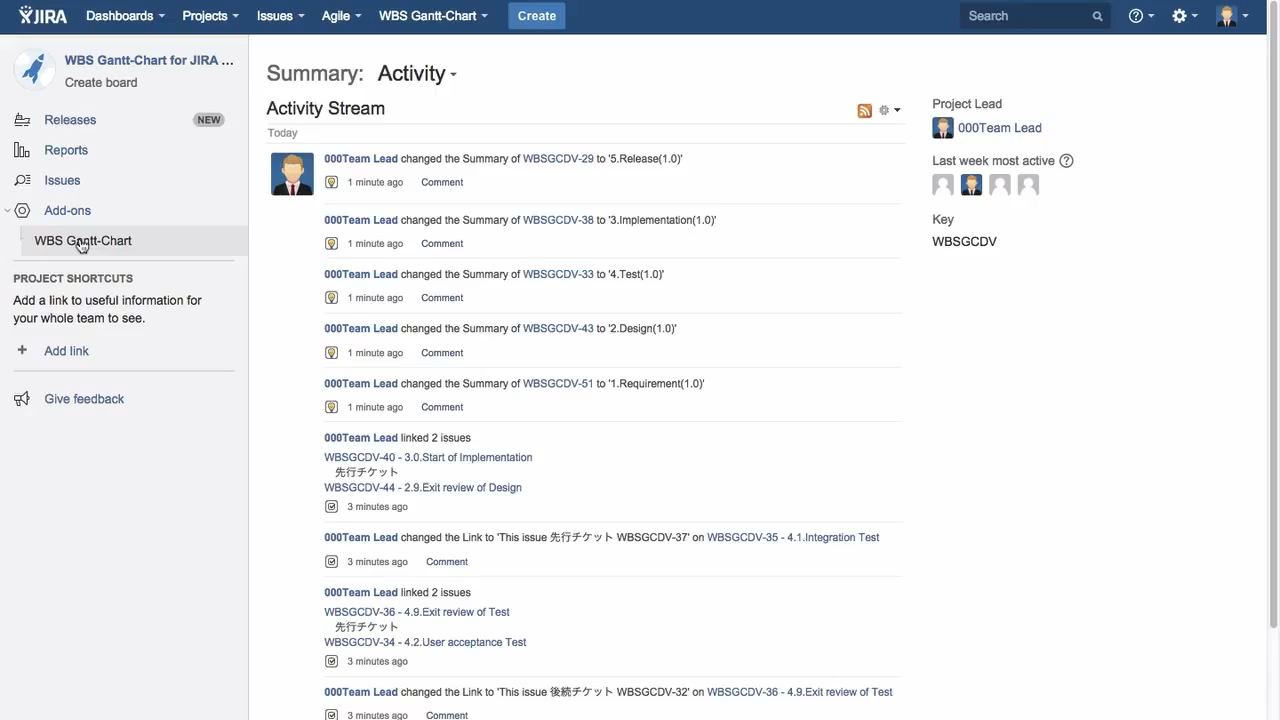 JIRA Dashboards Projects Issues Agile WBS Gantt-Chart Create Search
WBS Gantt-Chart for JIRA ...
Create board
Releases NEW
Reports
Issues
Add-ons
WBS Gantt-Chart
PROJECT SHORTCUTS
Add a link to useful information for
your whole team to see.
+ Add link
Give feedback
Summary: Activity
Activity Stream
Today
000Team Lead changed the Summary of WBSGCDV-29 to '5.Release(1.0)'
1 minute ago Comment
000Team Lead changed the Summary of WBSGCDV-38 to '3.Implementation(1.0)'
1 minute ago Comment
000Team Lead changed the Summary of WBSGCDV-33 to '4.Test(1.0)'
1 minute ago Comment
000Team Lead changed the Summary of WBSGCDV-43 to '2.Design(1.0)'
1 minute ago Comment
000Team Lead changed the Summary of WBSGCDV-51 to '1.Requirement(1.0)'
1 minute ago Comment
000Team Lead linked 2 issues
WBSGCDV-40 - 3.0.Start of Implementation
先行チケット
WBSGCDV-44 - 2.9.Exit review of Design
3 minutes ago
000Team Lead changed the Link to 'This issue 先行チケット WBSGCDV-37' on WBSGCDV-35 - 4.1.Integration Test
3 minutes ago Comment
000Team Lead linked 2 issues
WBSGCDV-36 - 4.9.Exit review of Test
先行チケット
WBSGCDV-34 - 4.2.User acceptance Test
3 minutes ago
000Team Lead changed the Link to 'This issue 後続チケット WBSGCDV-32' on WBSGCDV-36 - 4.9.Exit review of Test
3 minutes ago Comment
Project Lead
000Team Lead
Last week most active
Key
WBSGCDV